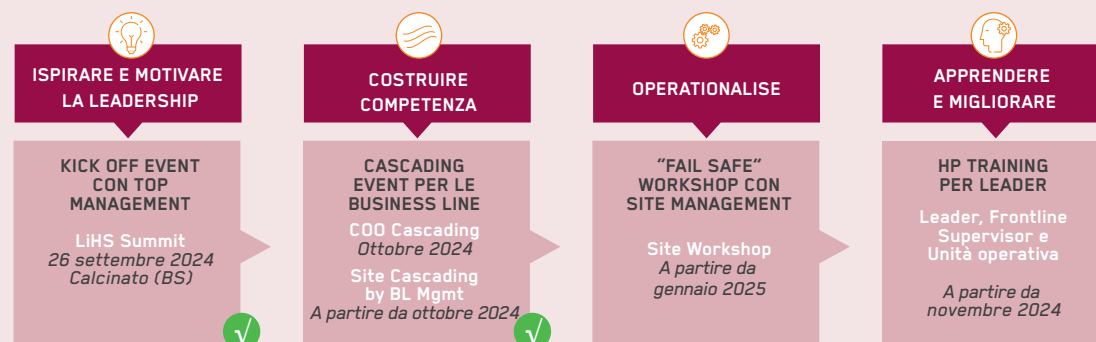 ISPIRARE E MOTIVARE
LA LEADERSHIP
KICK OFF EVENT
CON TOP
MANAGEMENT
LiHS Summit
26 settembre 2024
Calcinato (BS)
√
COSTRUIRE
COMPETENZA
CASCADING
EVENT PER LE
BUSINESS LINE
COO Cascading
Ottobre 2024
Site Cascading
by BL Mgmt
A partire da ottobre 2024
√
OPERATIONALISE
“FAIL SAFE”
WORKSHOP CON
SITE MANAGEMENT
Site Workshop
A partire da
gennaio 2025
APPRENDERE
E MIGLIORARE
HP TRAINING
PER LEADER
Leader, Frontline
Supervisor e
Unità operativa
A partire da
novembre 2024